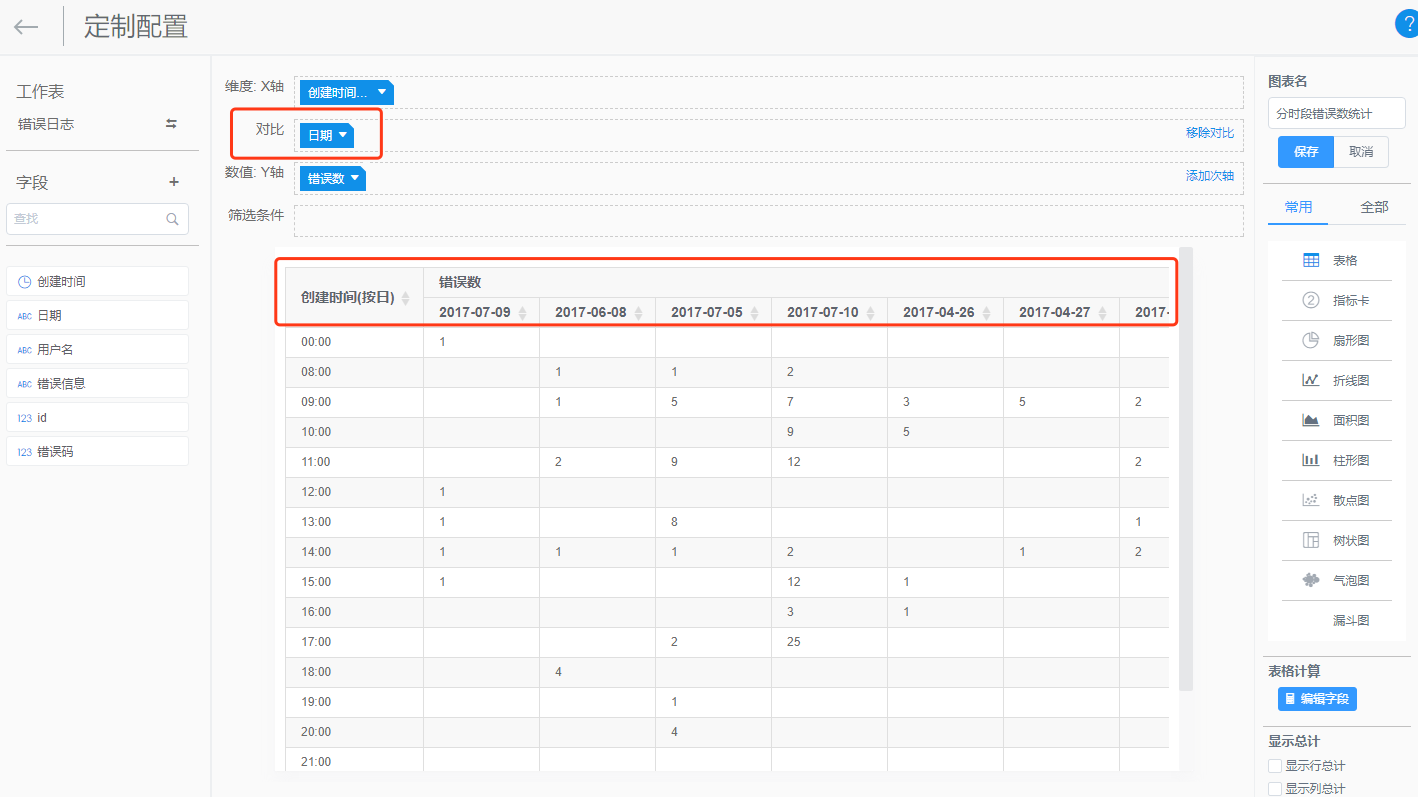 定制配置
?
工作表
错误日志
字段 +
查找
创建时间
ABC 日期
ABC 用户名
ABC 错误信息
123 id
123 错误码
维度: X轴 创建时间...
对比 日期 移除对比
数值: Y轴 错误数 添加次轴
筛选条件
创建时间(按日) 错误数
2017-07-09 2017-06-08 2017-07-05 2017-07-10 2017-04-26 2017-04-27 2017-
00:00 1
08:00 1 1 2
09:00 1 5 7 3 5 2
10:00 9 5
11:00 2 9 12 2
12:00 1
13:00 1 8 1
14:00 1 1 1 2 1 2
15:00 1 12 1
16:00 3 1
17:00 2 25
18:00 4
19:00 1
20:00 4
21:00
图表名
分时段错误数统计
保存 取消
常用 全部
表格
2 指标卡
扇形图
折线图
面积图
柱形图
散点图
树状图
气泡图
漏斗图
表格计算
编辑字段
显示总计
显示行总计
显示列总计